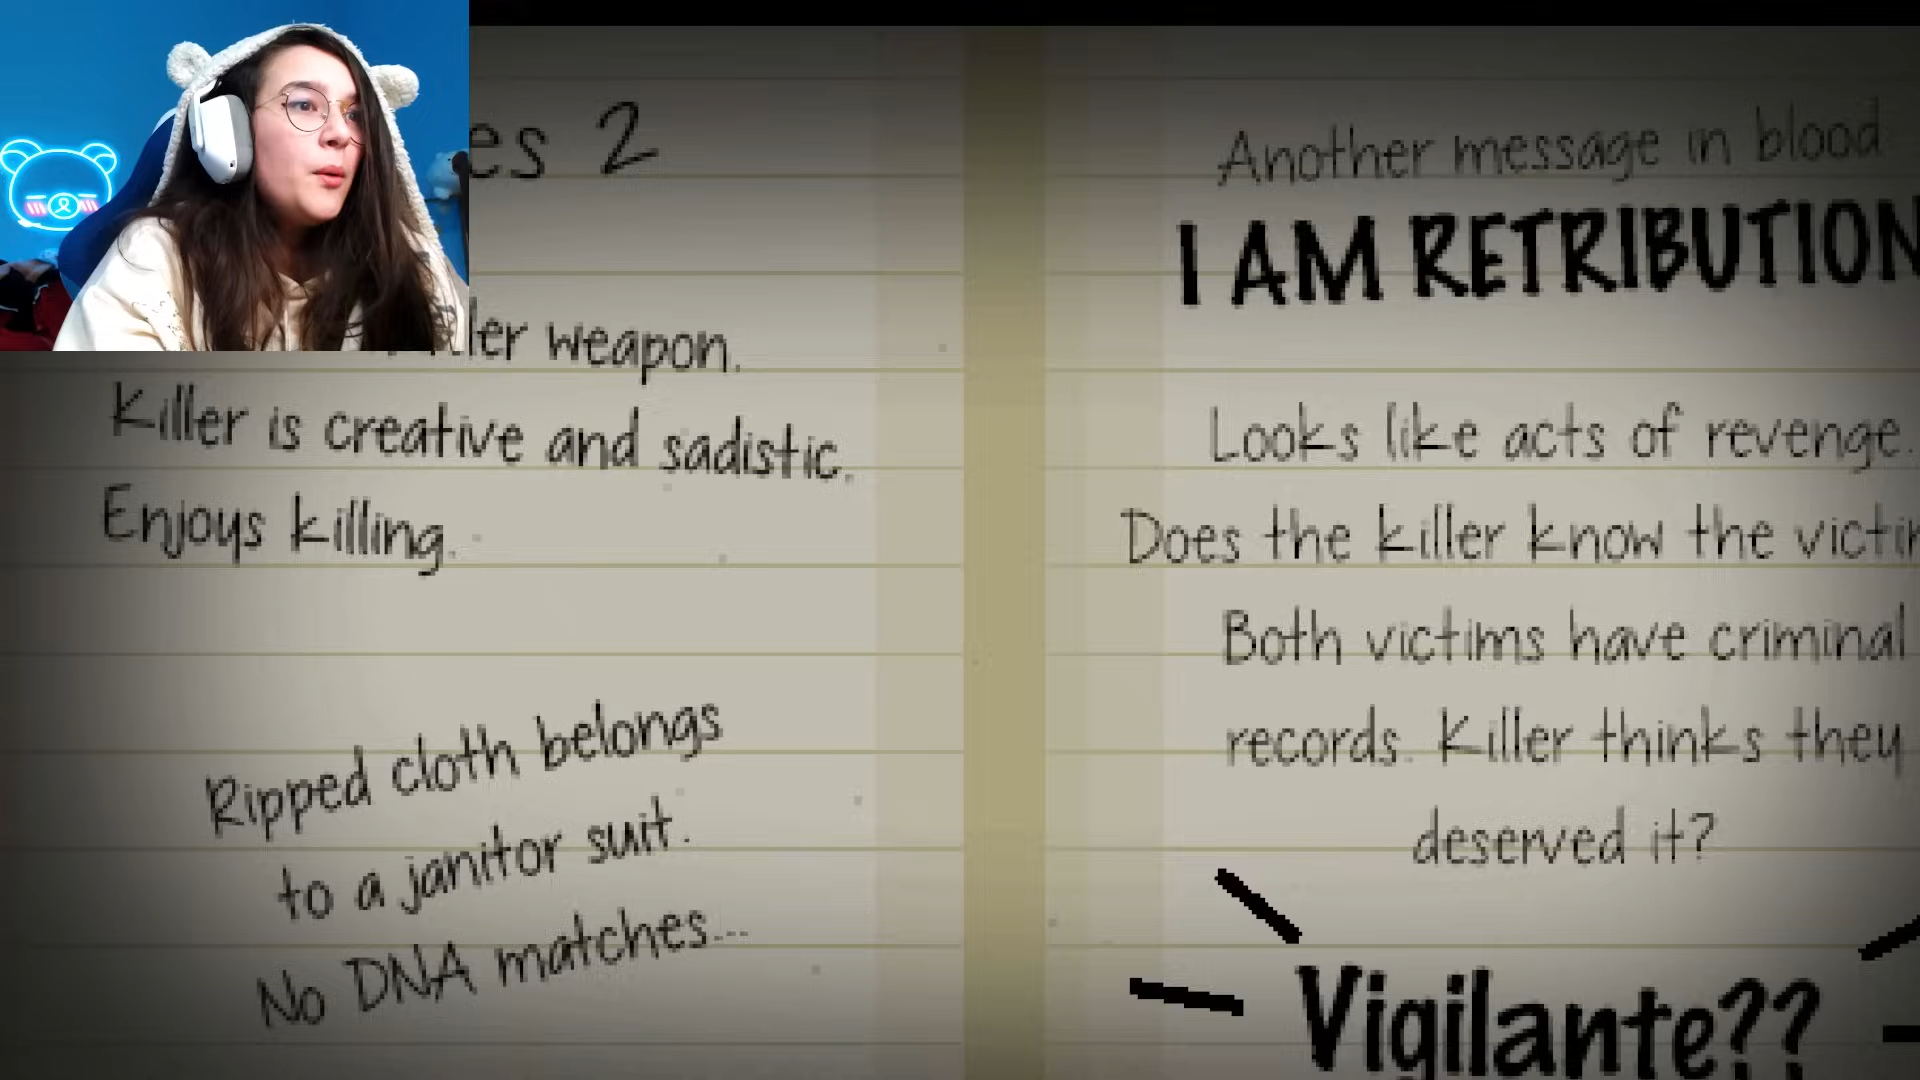 es 2
weapon.
Killer is creative and sadistic.
Enjoys killing.
Ripped cloth belongs
to a janitor suit.
No DNA matches...
Another message in blood
I AM RETRIBUTION
Looks like acts of revenge.
Does the killer know the
Both victims have criminal
records. Killer thinks they
deserved it?
Vigilante??